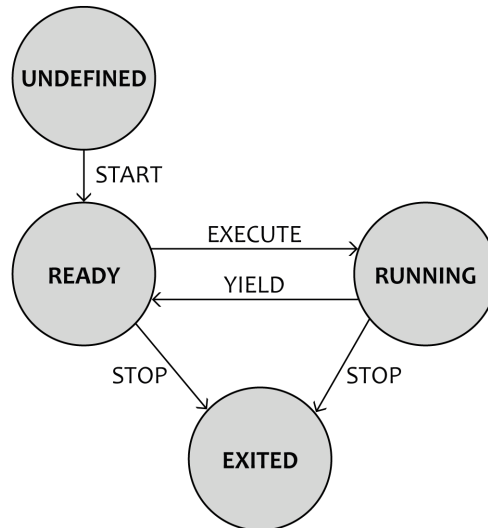 UNDEFINED
START
EXECUTE
READY
RUNNING
YIELD
STOP
STOP
EXITED